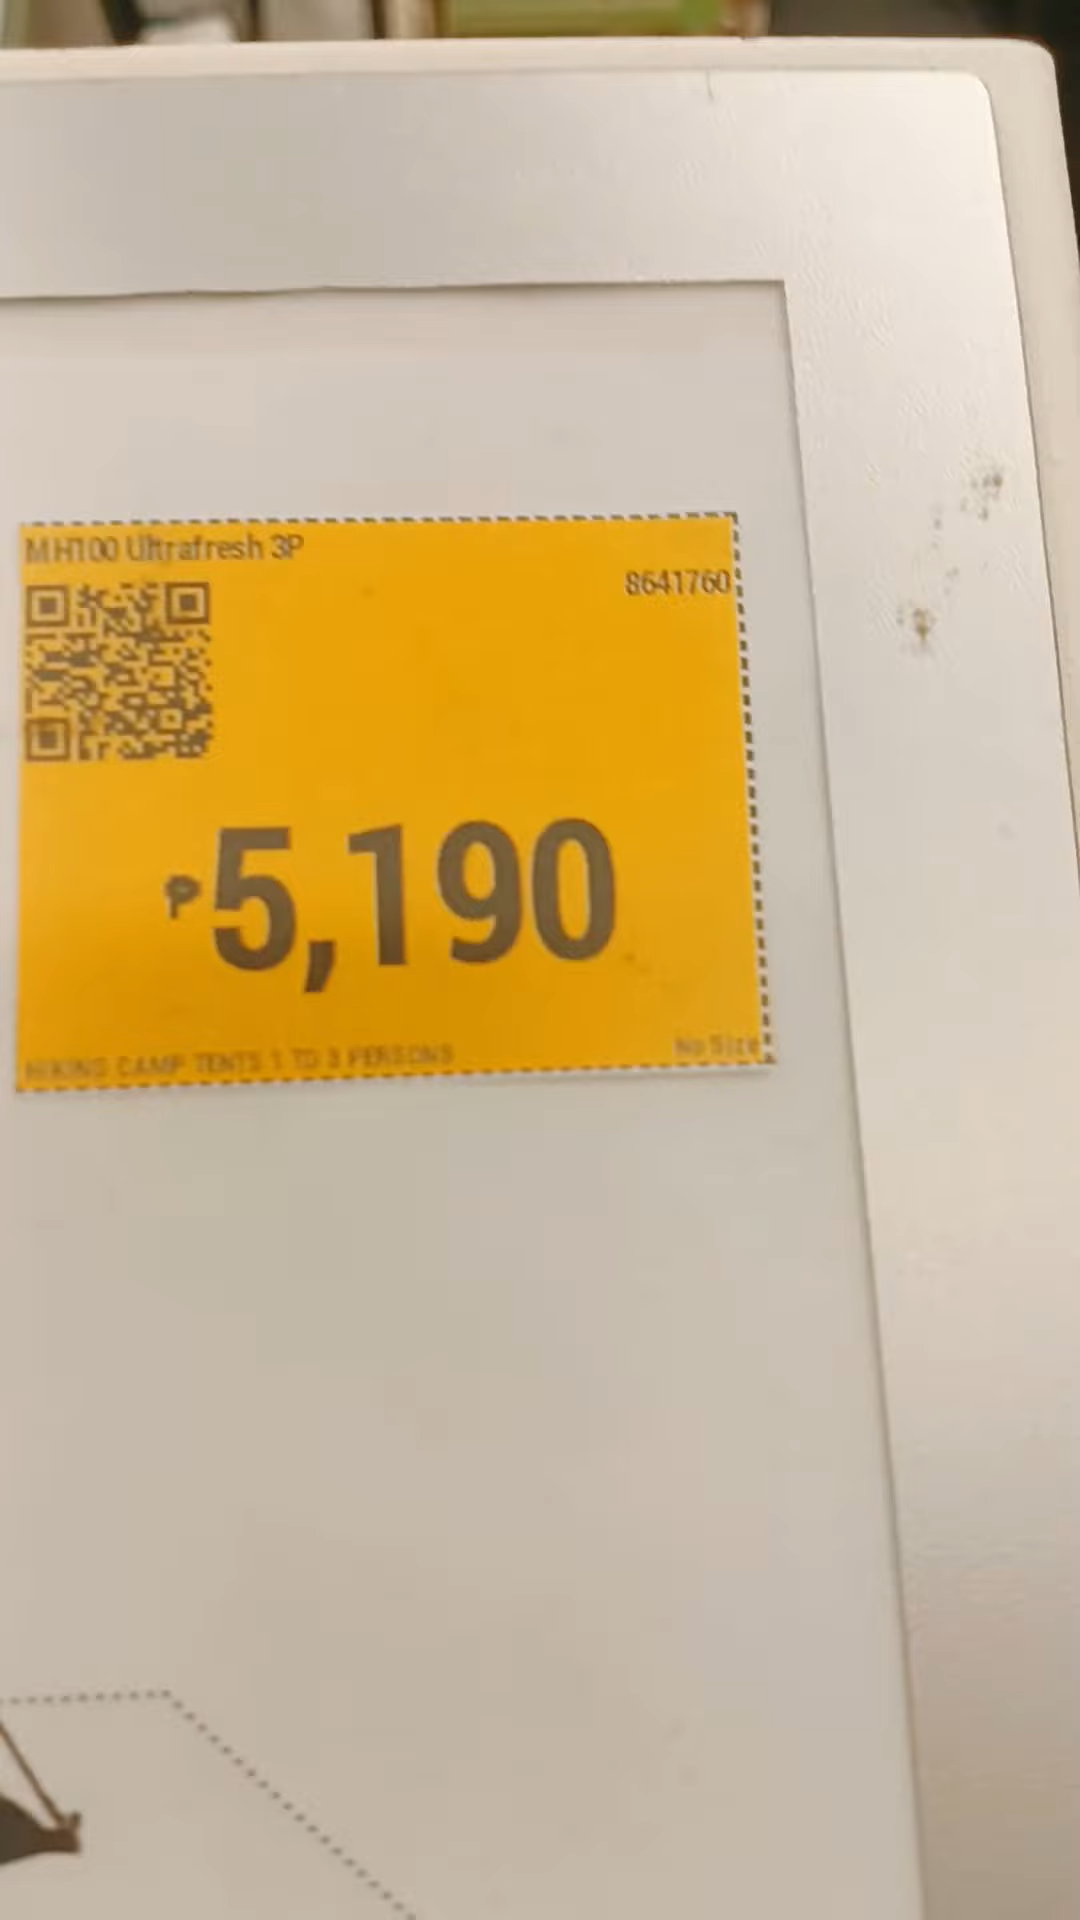 MH100 Ultrafresh 3P
8641760
₱5,190
HIKING CAMP TENTS 1 TO 3 PERSONS
No Size